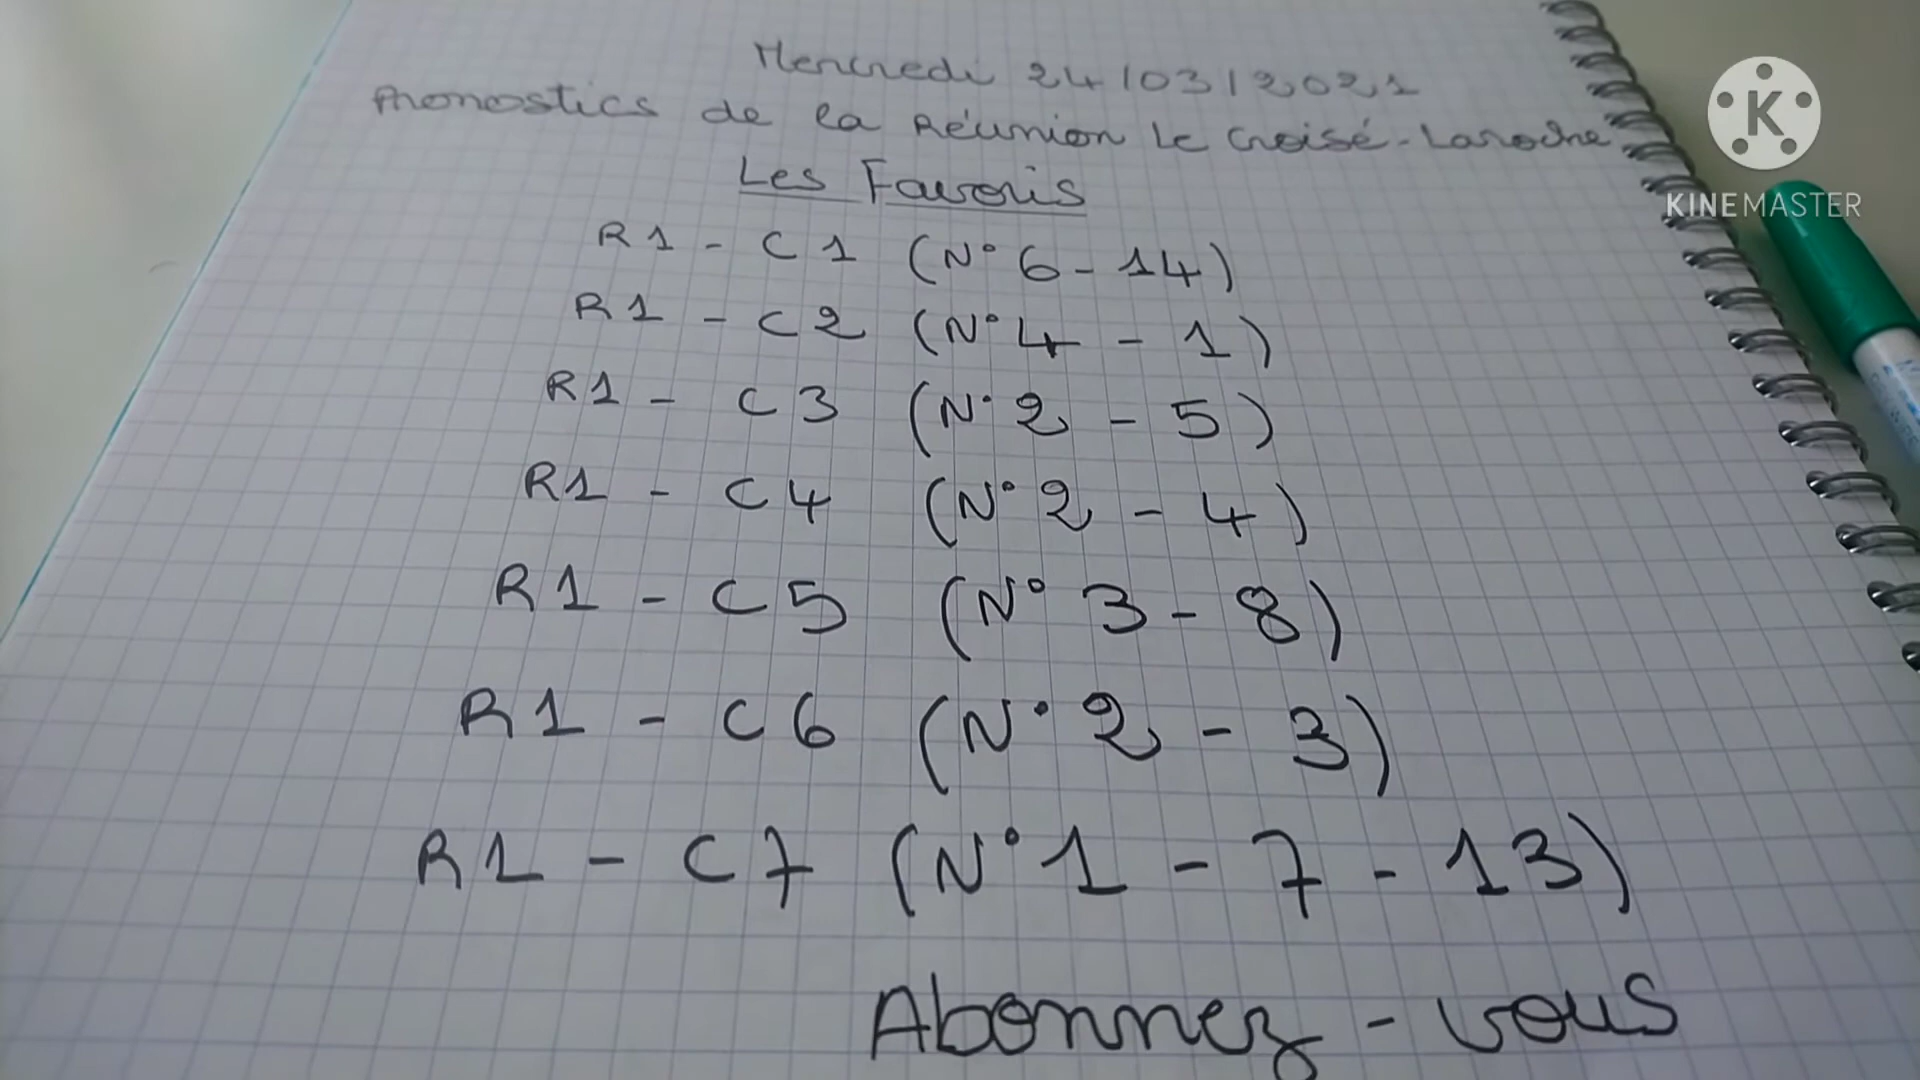 Mercredi 24/03/2021
Pronostics de la Réunion Le Croisé-Laroche
Les Favoris
R1 - C1 (N° 6 - 14)
R1 - C2 (N° 4 - 1)
R1 - C3 (N° 2 - 5)
R1 - C4 (N° 2 - 4)
R1 - C5 (N° 3 - 8)
R1 - C6 (N° 2 - 3)
R1 - C7 (N° 1 - 7 - 13)
Abonnez-vous
K
KINEMASTER